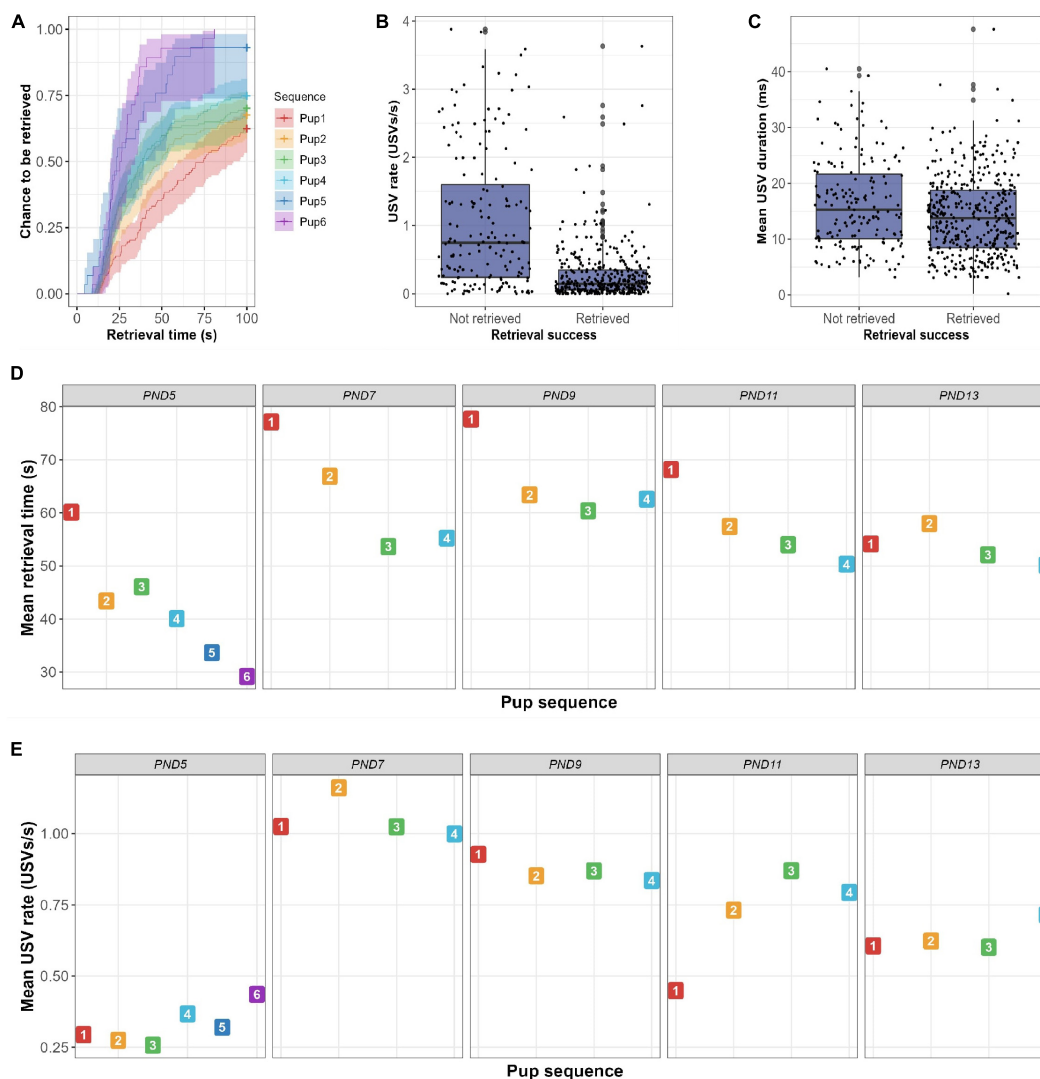 A
Chance to be retrieved
1.00
0.75
0.50
0.25
0.00
0 25 50 75 100
Retrieval time (s)
Sequence
Pup1
Pup2
Pup3
Pup4
Pup5
Pup6
B
USV rate (USVs/s)
4
3
2
1
0
Not retrieved Retrieved
Retrieval success
C
Mean USV duration (ms)
40
30
20
10
0
Not retrieved Retrieved
Retrieval success
D
PND5 PND7 PND9 PND11 PND13
Mean retrieval time (s)
80
70
60
50
40
30
1 2 3 4 5 6
1 2 3 4
1 2 3 4
1 2 3 4
1 2 3
Pup sequence
E
PND5 PND7 PND9 PND11 PND13
Mean USV rate (USVs/s)
1.00
0.75
0.50
0.25
1 2 3 4 5 6
1 2 3 4
1 2 3 4
1 2 3 4
1 2 3
Pup sequence